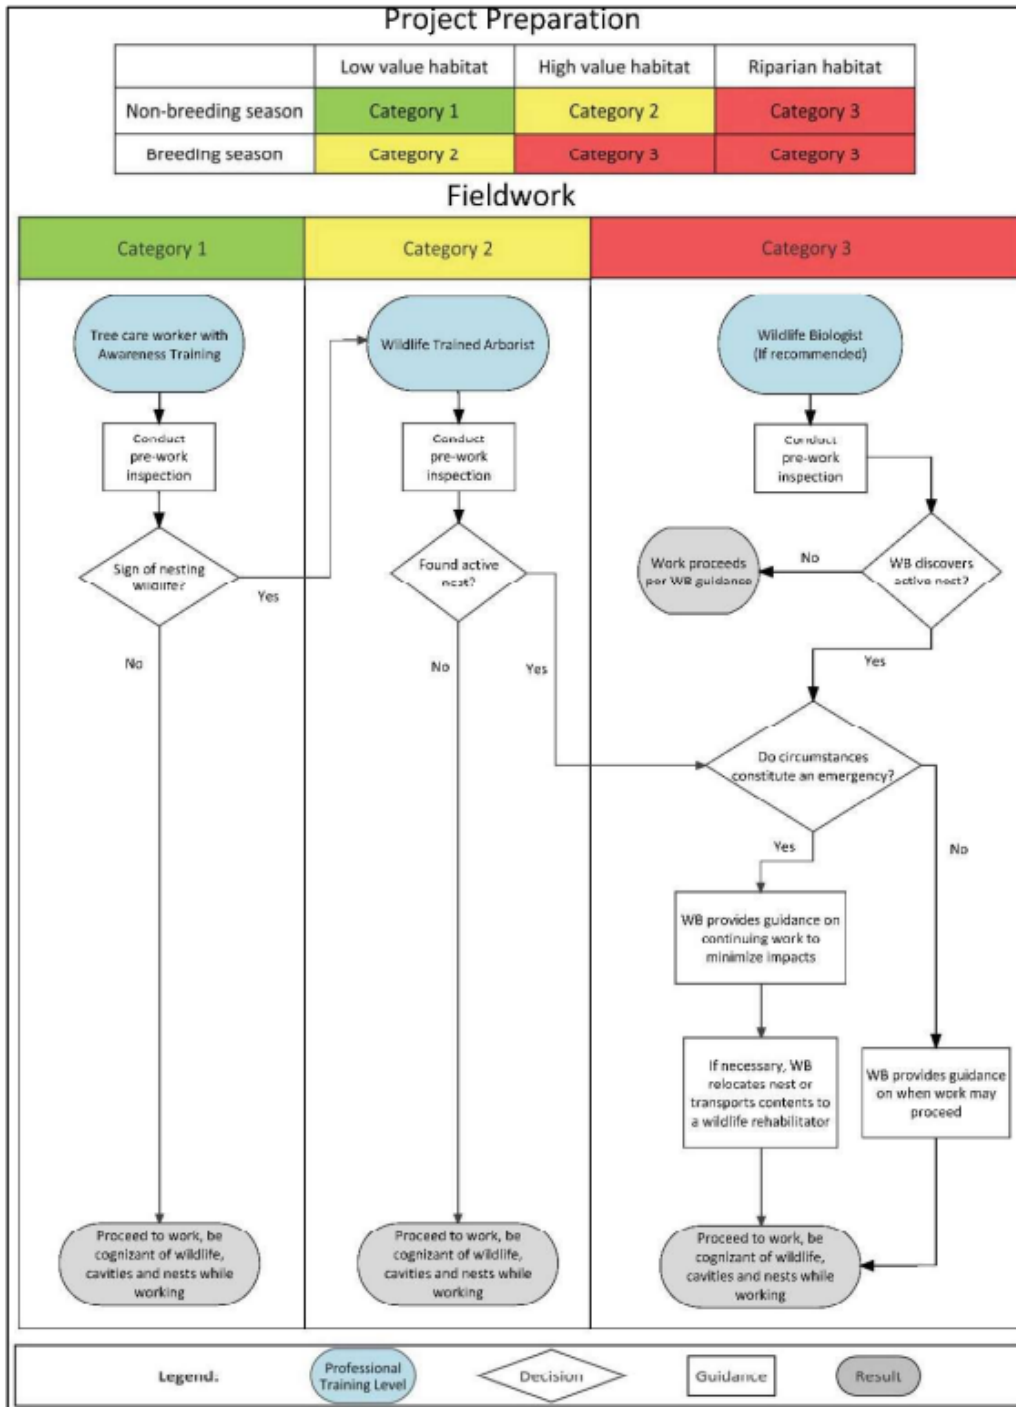 Project Preparation
Low value habitat High value habitat Riparian habitat
Non-breeding season Category 1 Category 2 Category 3
Breeding season Category 2 Category 3 Category 3
Fieldwork
Category 1 Category 2 Category 3
Tree care worker with
Awareness Training
Conduct
pre-work
inspection
Sign of nesting
wildlife?
Yes
No
Proceed to work, be
cognizant of wildlife,
cavities and nests while
working
Wildlife Trained Arborist
Conduct
pre-work
inspection
Found active
nest?
No
Yes
Proceed to work, be
cognizant of wildlife,
cavities and nests while
working
Wildlife Biologist
(If recommended)
Conduct
pre-work
inspection
WB discovers
active nest?
No
Work proceeds
per WB guidance
Yes
Do circumstances
constitute an emergency?
Yes
No
WB provides guidance on
continuing work to
minimize impacts
If necessary, WB
relocates nest or
transports contents to
a wildlife rehabilitator
WB provides guidance
on when work may
proceed
Proceed to work, be
cognizant of wildlife,
cavities and nests while
working
Legend:
Professional
Training Level
Decision
Guidance
Result